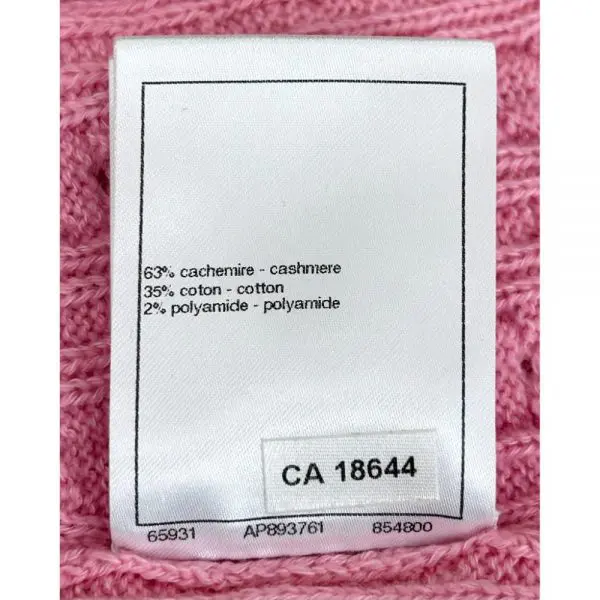 63% cachemire - cashmere
35% coton - cotton
2% polyamide - polyamide
CA 18644
65931 AP893761 854800